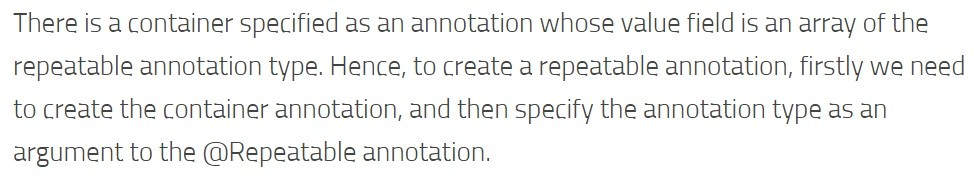 There is a container specified as an annotation whose value field is an array of the
repeatable annotation type. Hence, to create a repeatable annotation, firstly we need
to create the container annotation, and then specify the annotation type as an
argument to the @Repeatable annotation.